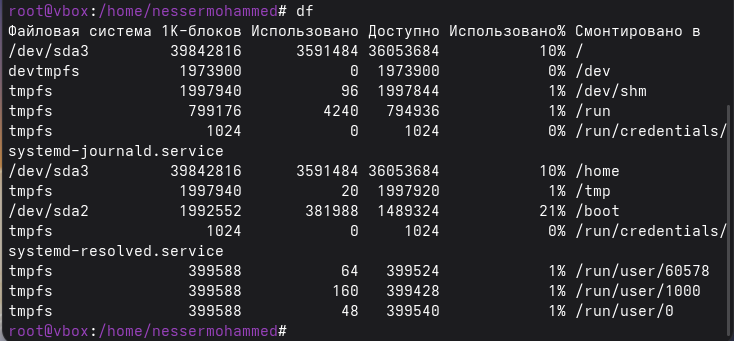 root@vbox:/home/nessermohammed# df
Файловая система 1K-блоков Использовано Доступно Использовано% Смонтировано в
/dev/sda3 39842816 3591484 36053684 10% /
devtmpfs 1973900 0 1973900 0% /dev
tmpfs 1997940 96 1997844 1% /dev/shm
tmpfs 799176 4240 794936 1% /run
tmpfs 1024 0 1024 0% /run/credentials/
systemd-journald.service
/dev/sda3 39842816 3591484 36053684 10% /home
tmpfs 1997940 20 1997920 1% /tmp
/dev/sda2 1992552 381988 1489324 21% /boot
tmpfs 1024 0 1024 0% /run/credentials/
systemd-resolved.service
tmpfs 399588 64 399524 1% /run/user/60578
tmpfs 399588 160 399428 1% /run/user/1000
tmpfs 399588 48 399540 1% /run/user/0
root@vbox:/home/nessermohammed#